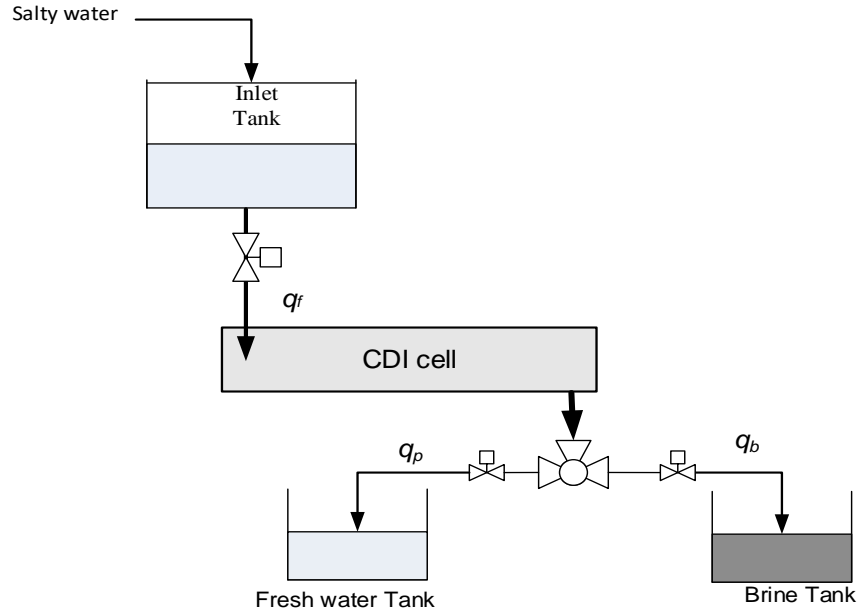 Salty water
Inlet
Tank
qf
CDI cell
qp
qb
Fresh water Tank
Brine Tank